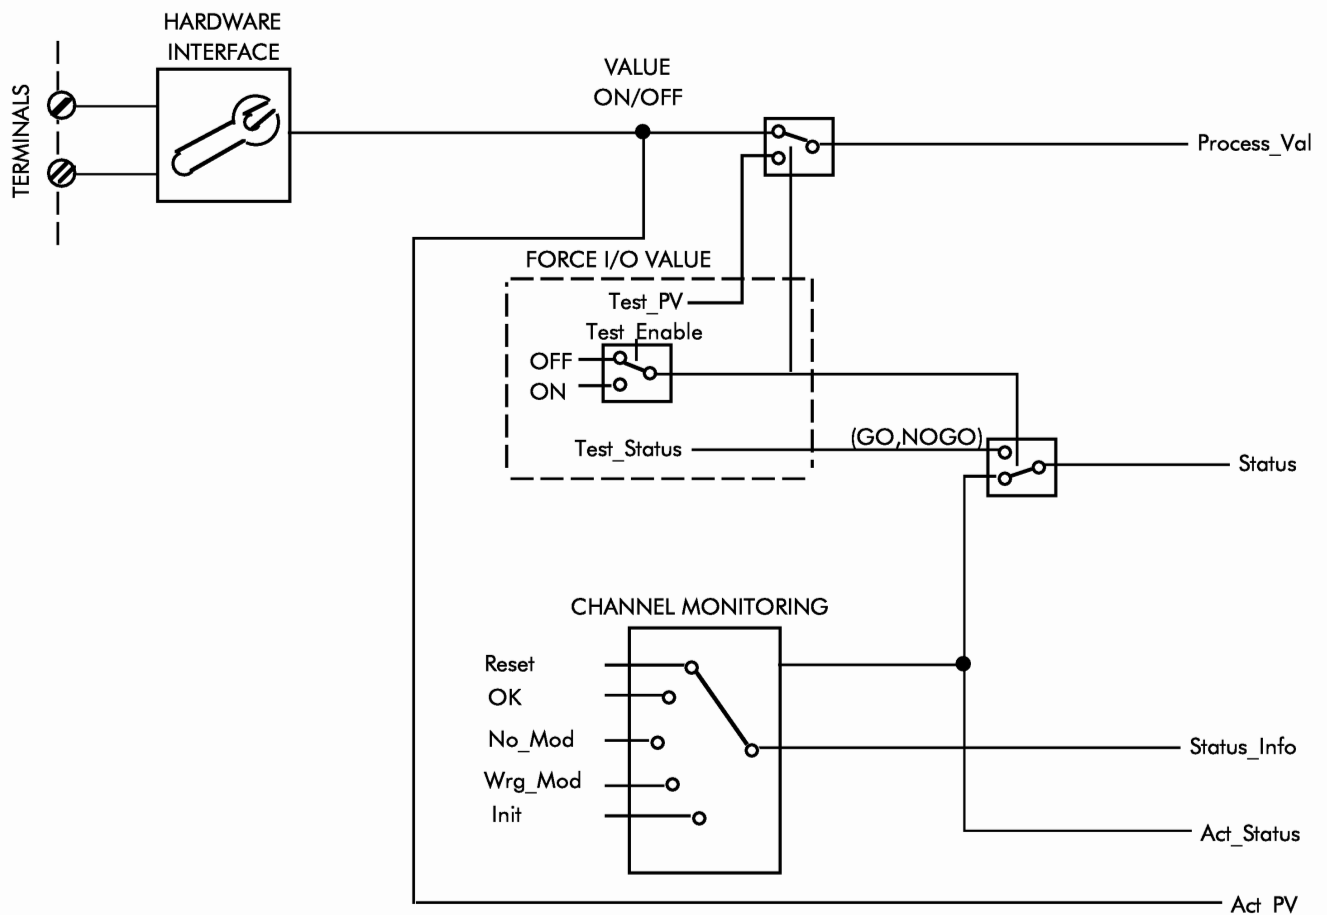 HARDWARE
INTERFACE
TERMINALS
VALUE
ON/OFF
Process_Val
FORCE I/O VALUE
Test_PV
Test_Enable
OFF
ON
(GO,NOGO)
Test_Status
Status
CHANNEL MONITORING
Reset
OK
No_Mod
Status_Info
Wrg_Mod
Init
Act_Status
Act_PV